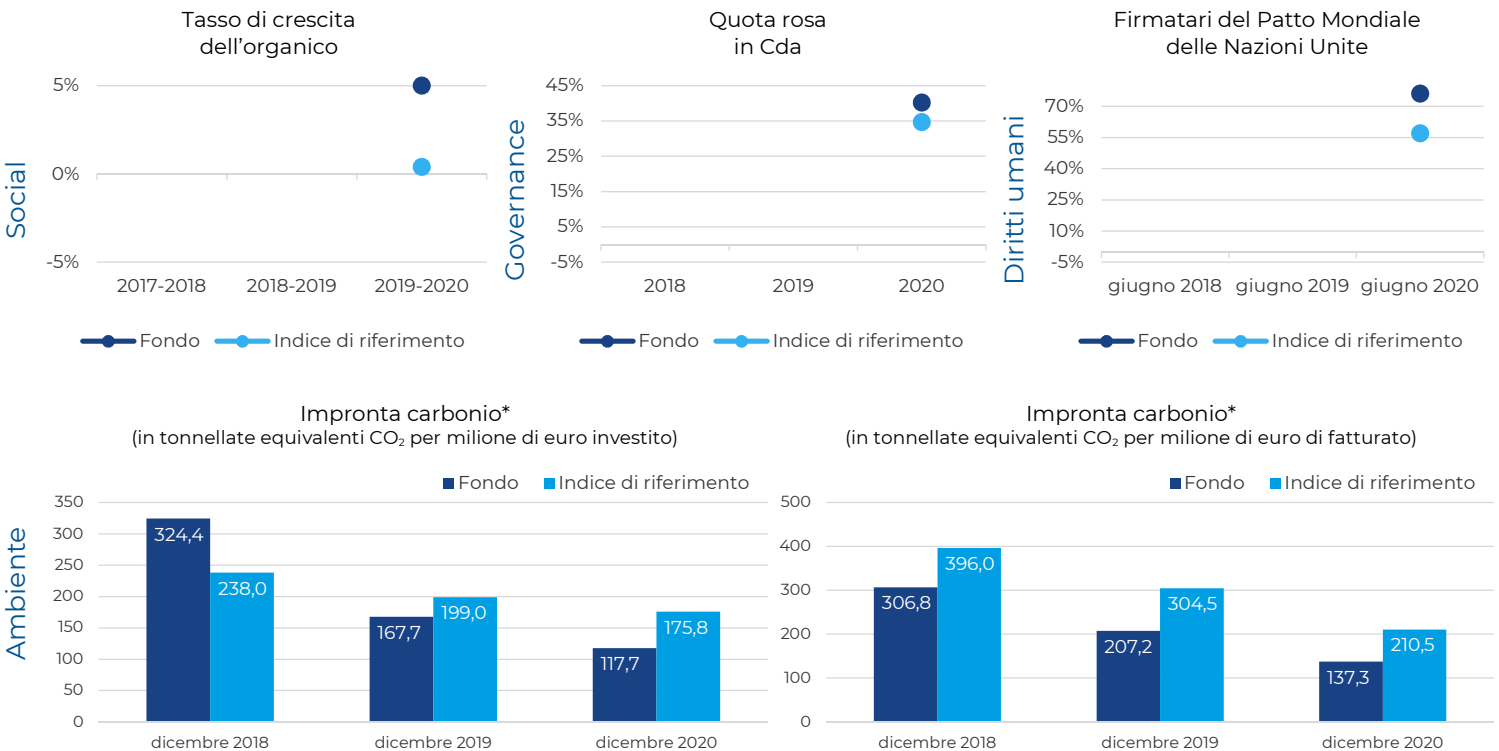 Tasso di crescita
dell’organico
5%
0%
-5%
2017-2018 2018-2019 2019-2020
Fondo Indice di riferimento
Social
Quota rosa
in Cda
45%
35%
25%
15%
5%
-5%
2018 2019 2020
Fondo Indice di riferimento
Governance
Firmatari del Patto Mondiale
delle Nazioni Unite
70%
55%
40%
25%
10%
-5%
giugno 2018 giugno 2019 giugno 2020
Fondo Indice di riferimento
Diritti umani
Impronta carbonio*
(in tonnellate equivalenti CO₂ per milione di euro investito)
Fondo Indice di riferimento
350
300
250
200
150
100
50
0
324,4
238,0
167,7
199,0
117,7
175,8
dicembre 2018 dicembre 2019 dicembre 2020
Ambiente
Impronta carbonio*
(in tonnellate equivalenti CO₂ per milione di euro di fatturato)
Fondo Indice di riferimento
500
400
300
200
100
0
306,8
396,0
207,2
304,5
137,3
210,5
dicembre 2018 dicembre 2019 dicembre 2020